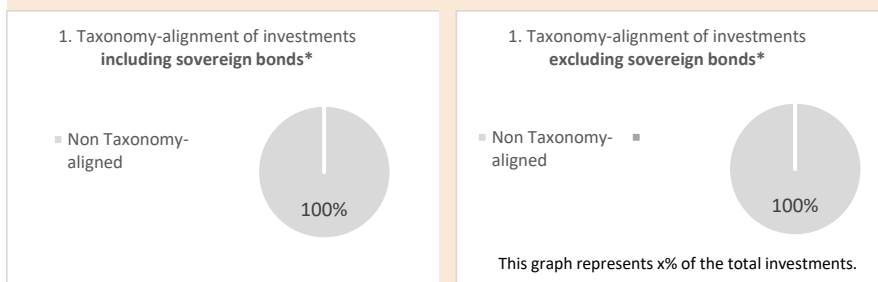 1. Taxonomy-alignment of investments
including sovereign bonds*
Non Taxonomy-
aligned
100%
1. Taxonomy-alignment of investments
excluding sovereign bonds*
Non Taxonomy-
aligned
100%
This graph represents x% of the total investments.